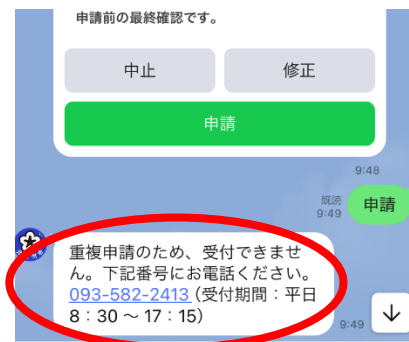 申請前の最終確認です。
中止 修正
申請
9:48
既読
9:49
申請
重複申請のため、受付できませ
ん。下記番号にお電話ください。
093-582-2413 (受付期間：平日
8：30 ～ 17：15)
9:49